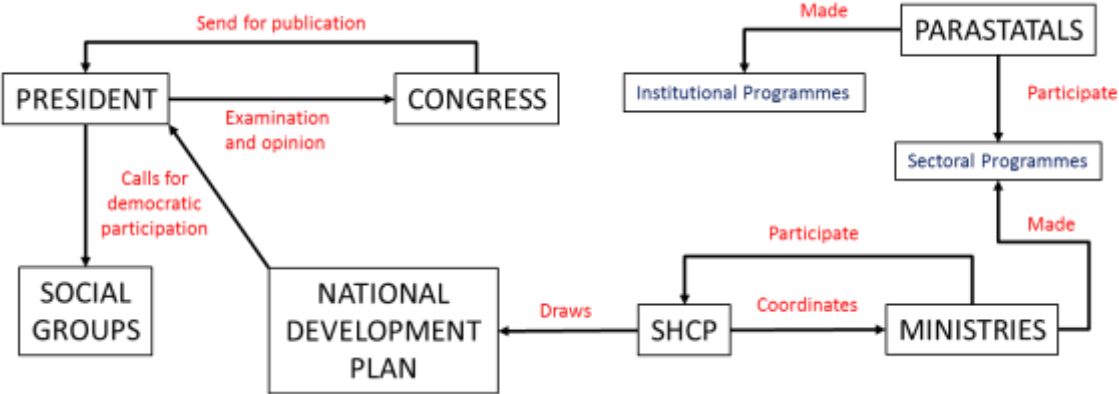 Send for publication
PRESIDENT
CONGRESS
Examination
and opinion
Calls for
democratic
participation
SOCIAL
GROUPS
NATIONAL
DEVELOPMENT
PLAN
Draws
SHCP
Coordinates
Participate
MINISTRIES
Made
Sectoral Programmes
Participate
PARASTATALS
Made
Institutional Programmes